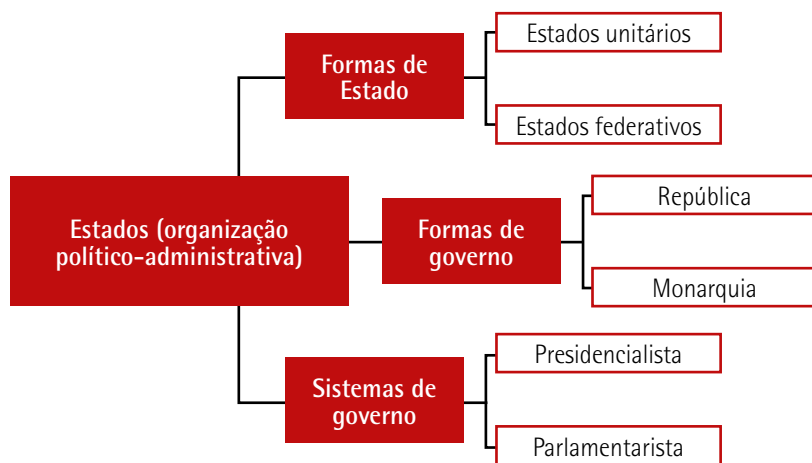 Estados (organização
político-administrativa)
Formas de
Estado
Estados unitários
Estados federativos
Formas de
governo
República
Monarquia
Sistemas de
governo
Presidencialista
Parlamentarista